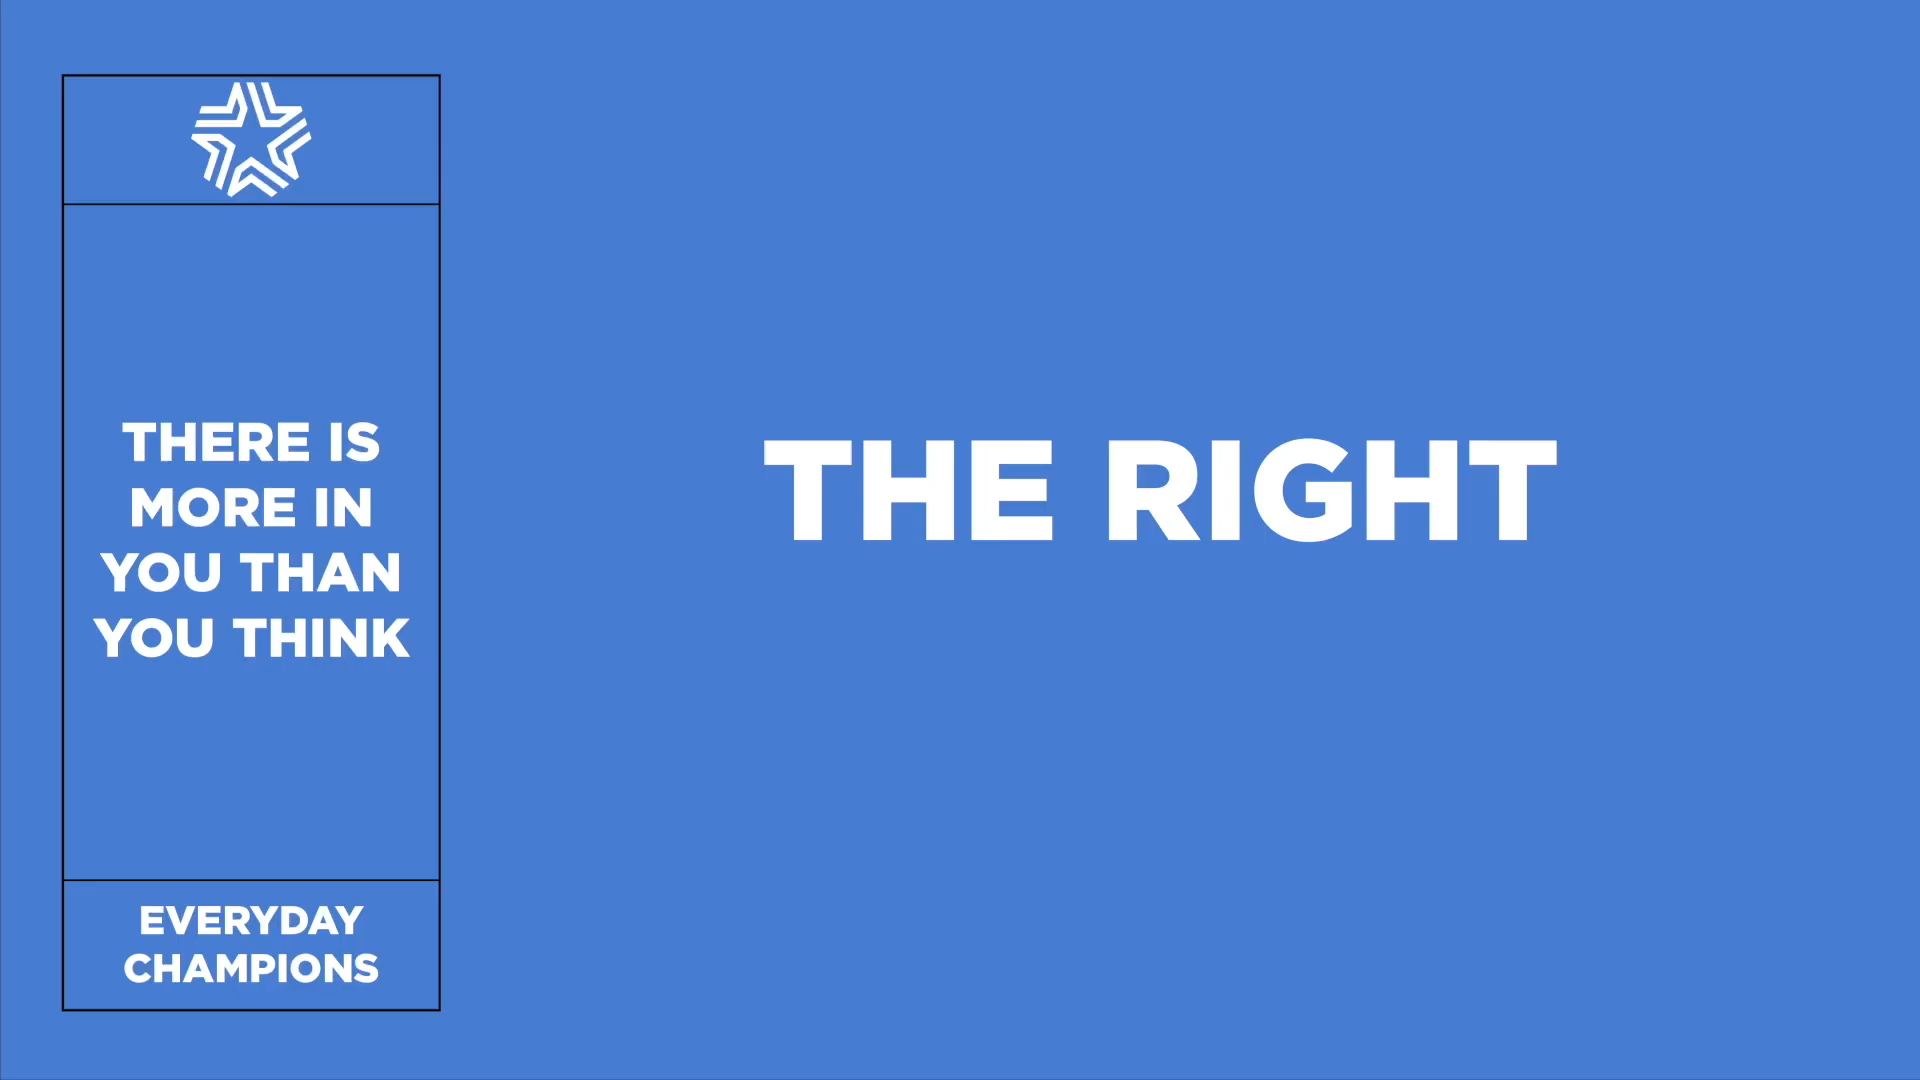 THERE IS
MORE IN
YOU THAN
YOU THINK
EVERYDAY
CHAMPIONS
THE RIGHT